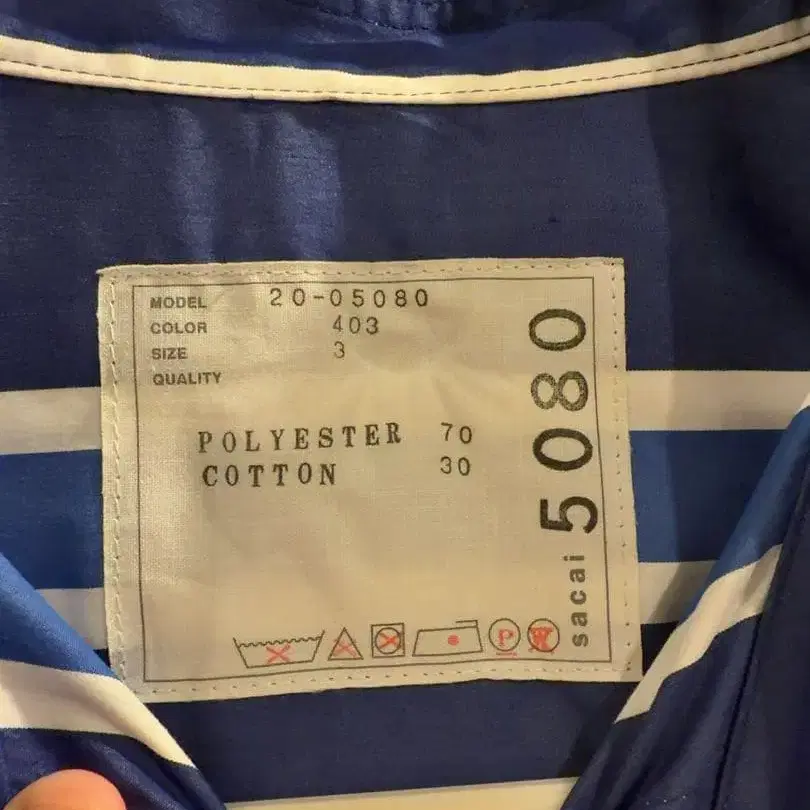 MODEL 20-05080
COLOR 403
SIZE 3
QUALITY
POLYESTER 70
COTTON 30
P W
sacai 5080